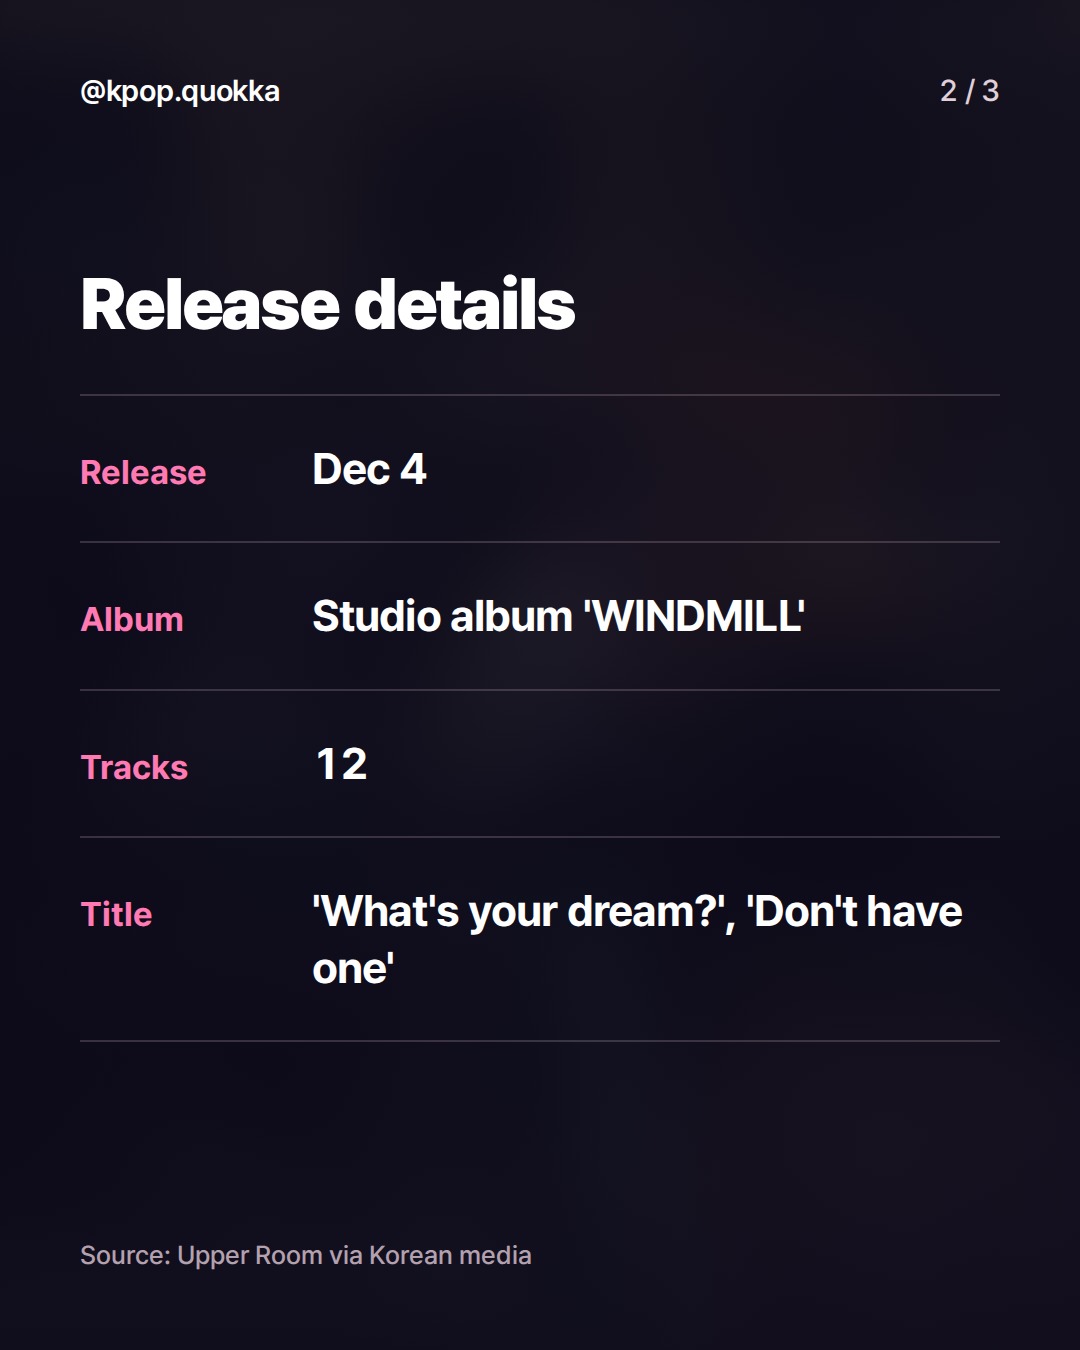 @kpop.quokka
2 / 3
Release details
Release
Dec 4
Album
Studio album 'WINDMILL'
Tracks
12
Title
'What's your dream?', 'Don't have
one'
Source: Upper Room via Korean media